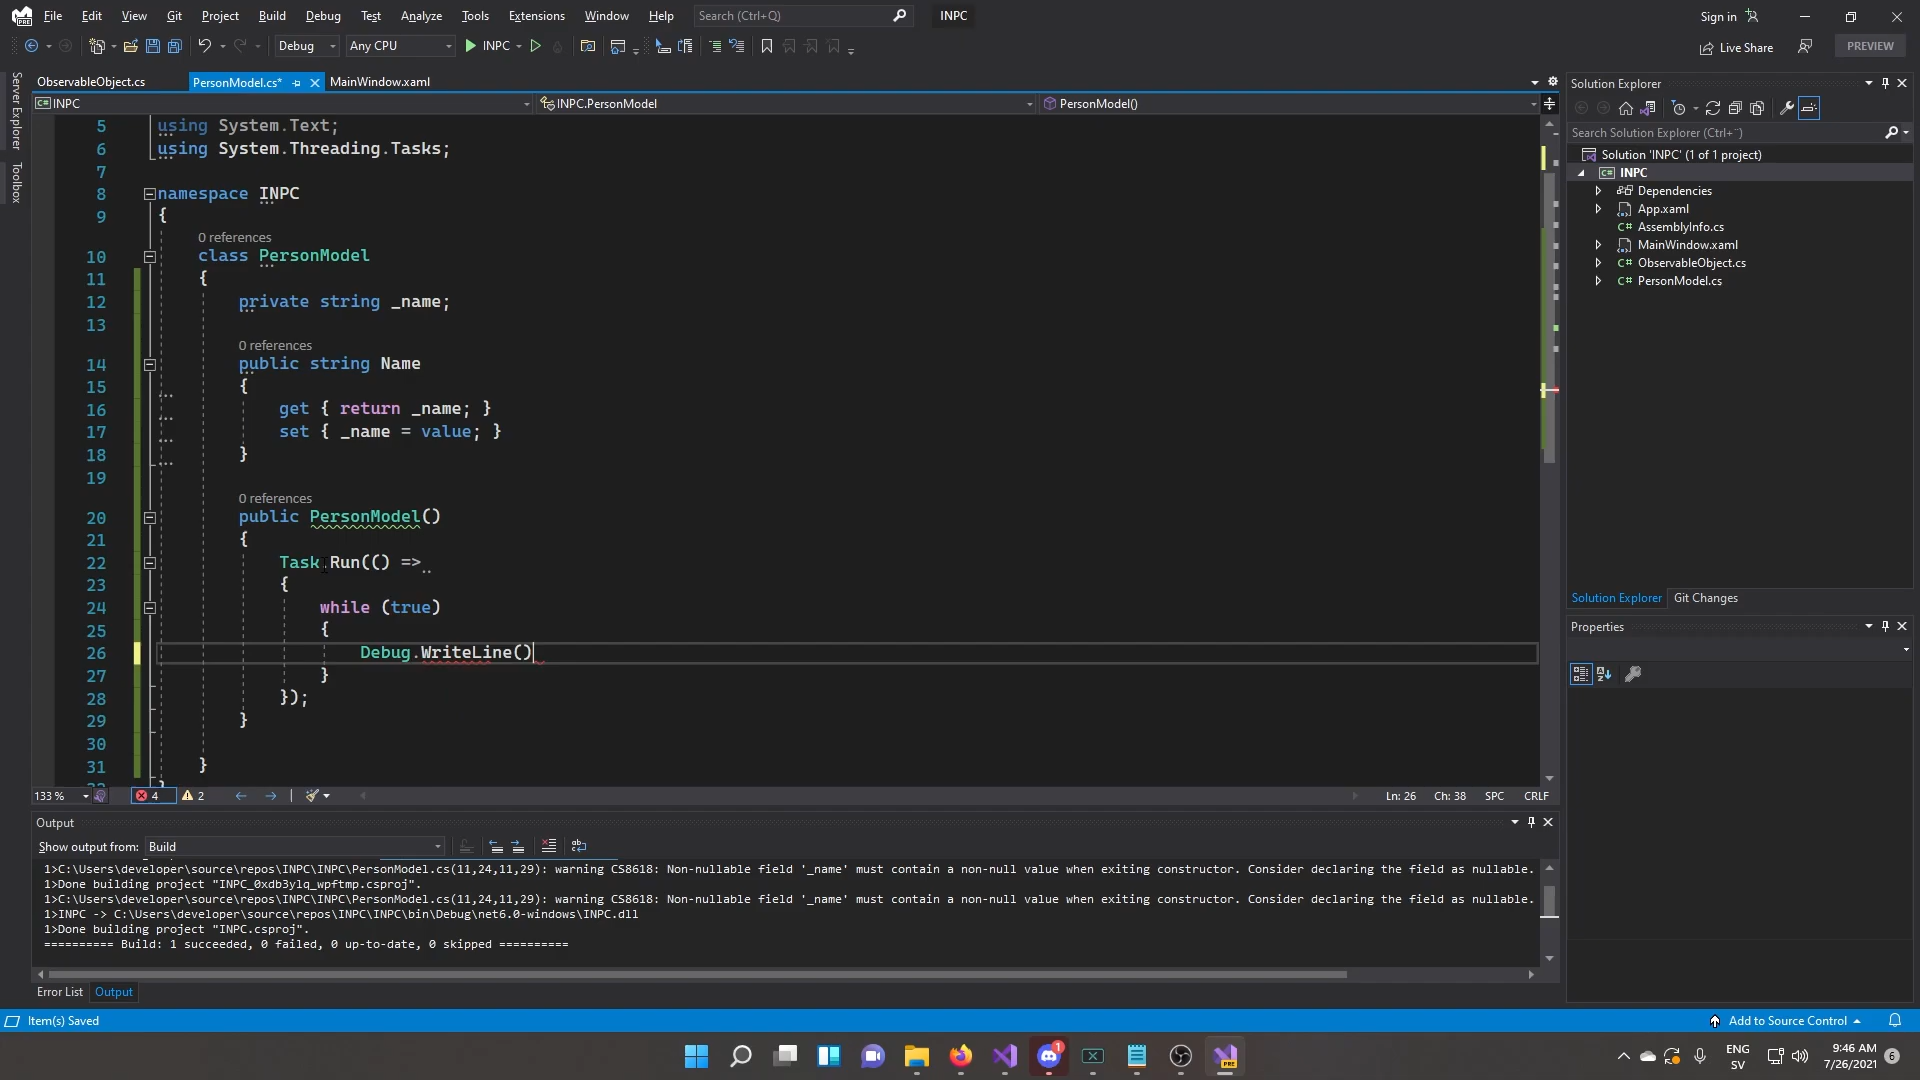 File Edit View Git Project Build Debug Test Analyze Tools Extensions Window Help Search (Ctrl+Q) INPC Sign in
Debug Any CPU INPC Live Share PREVIEW
Server Explorer
Toolbox
ObservableObject.cs PersonModel.cs* MainWindow.xaml
INPC INPC.PersonModel PersonModel()
5 using System.Text;
6 using System.Threading.Tasks;
7
8 namespace INPC
9 {
0 references
10 class PersonModel
11 {
12 private string _name;
13
0 references
14 public string Name
15 {
16 get { return _name; }
17 set { _name = value; }
18 }
19
0 references
20 public PersonModel()
21 {
22 Task.Run(() =>
23 {
24 while (true)
25 {
26 Debug.WriteLine()
27 }
28 });
29 }
30
31 }
133 % 4 2 Ln: 26 Ch: 38 SPC CRLF
Output
Show output from: Build
1>C:\Users\developer\source\repos\INPC\INPC\PersonModel.cs(11,24,11,29): warning CS8618: Non-nullable field '_name' must contain a non-null value when exiting constructor. Consider declaring the field as nullable.
1>Done building project "INPC_0xdb3ylq_wpftmp.csproj".
1>C:\Users\developer\source\repos\INPC\INPC\PersonModel.cs(11,24,11,29): warning CS8618: Non-nullable field '_name' must contain a non-null value when exiting constructor. Consider declaring the field as nullable.
1>INPC -> C:\Users\developer\source\repos\INPC\INPC\bin\Debug\net6.0-windows\INPC.dll
1>Done building project "INPC.csproj".
========== Build: 1 succeeded, 0 failed, 0 up-to-date, 0 skipped ==========
Error List Output
Solution Explorer
Search Solution Explorer (Ctrl+¨)
Solution 'INPC' (1 of 1 project)
INPC
Dependencies
App.xaml
AssemblyInfo.cs
MainWindow.xaml
ObservableObject.cs
PersonModel.cs
Solution Explorer Git Changes
Properties
Item(s) Saved Add to Source Control
1 PRE ENG SV 9:46 AM 7/26/2021 6